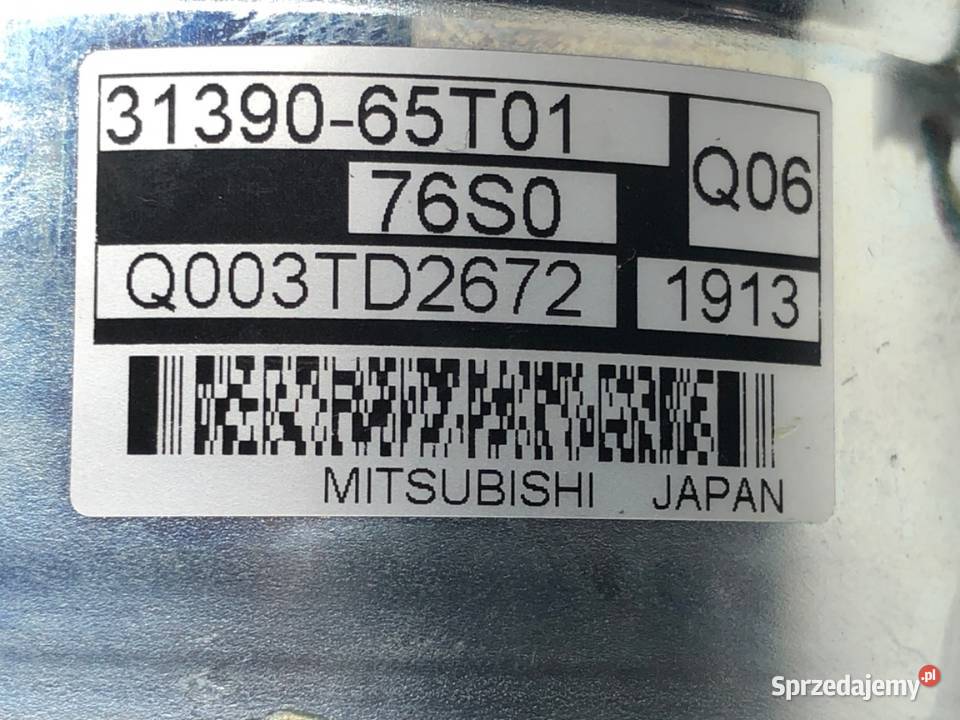 31390-65T01
Q06
76S0
Q003TD2672 1913
MITSUBISHI JAPAN
Sprzedajemy.pl